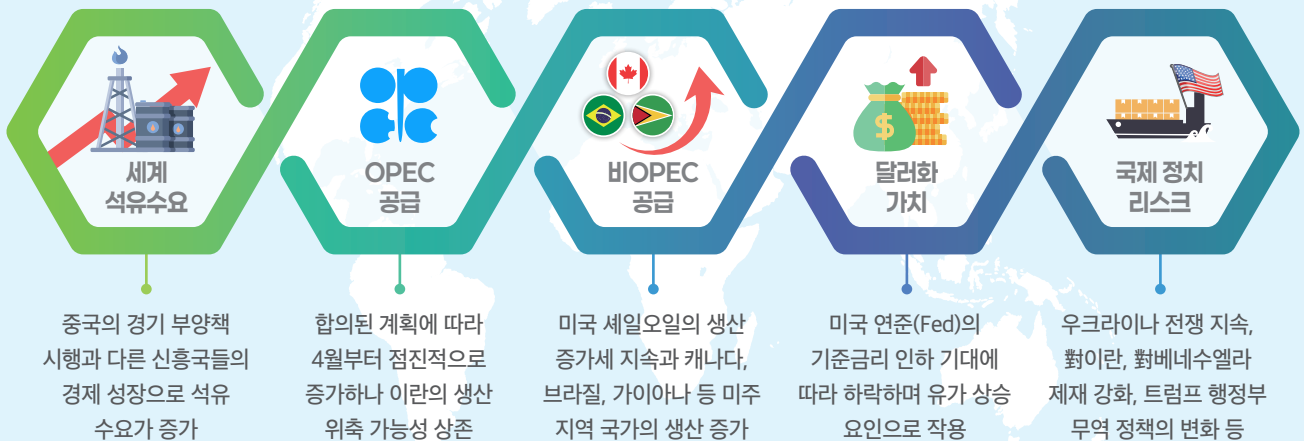 세계
석유수요
OPEC
공급
비OPEC
공급
$
달러화
가치
국제 정치
리스크
중국의 경기 부양책
시행과 다른 신흥국들의
경제 성장으로 석유
수요가 증가
합의된 계획에 따라
4월부터 점진적으로
증가하나 이란의 생산
위축 가능성 상존
미국 셰일오일의 생산
증가세 지속과 캐나다,
브라질, 가이아나 등 미주
지역 국가의 생산 증가
미국 연준(Fed)의
기준금리 인하 기대에
따라 하락하며 유가 상승
요인으로 작용
우크라이나 전쟁 지속,
對이란, 對베네수엘라
제재 강화, 트럼프 행정부
무역 정책의 변화 등